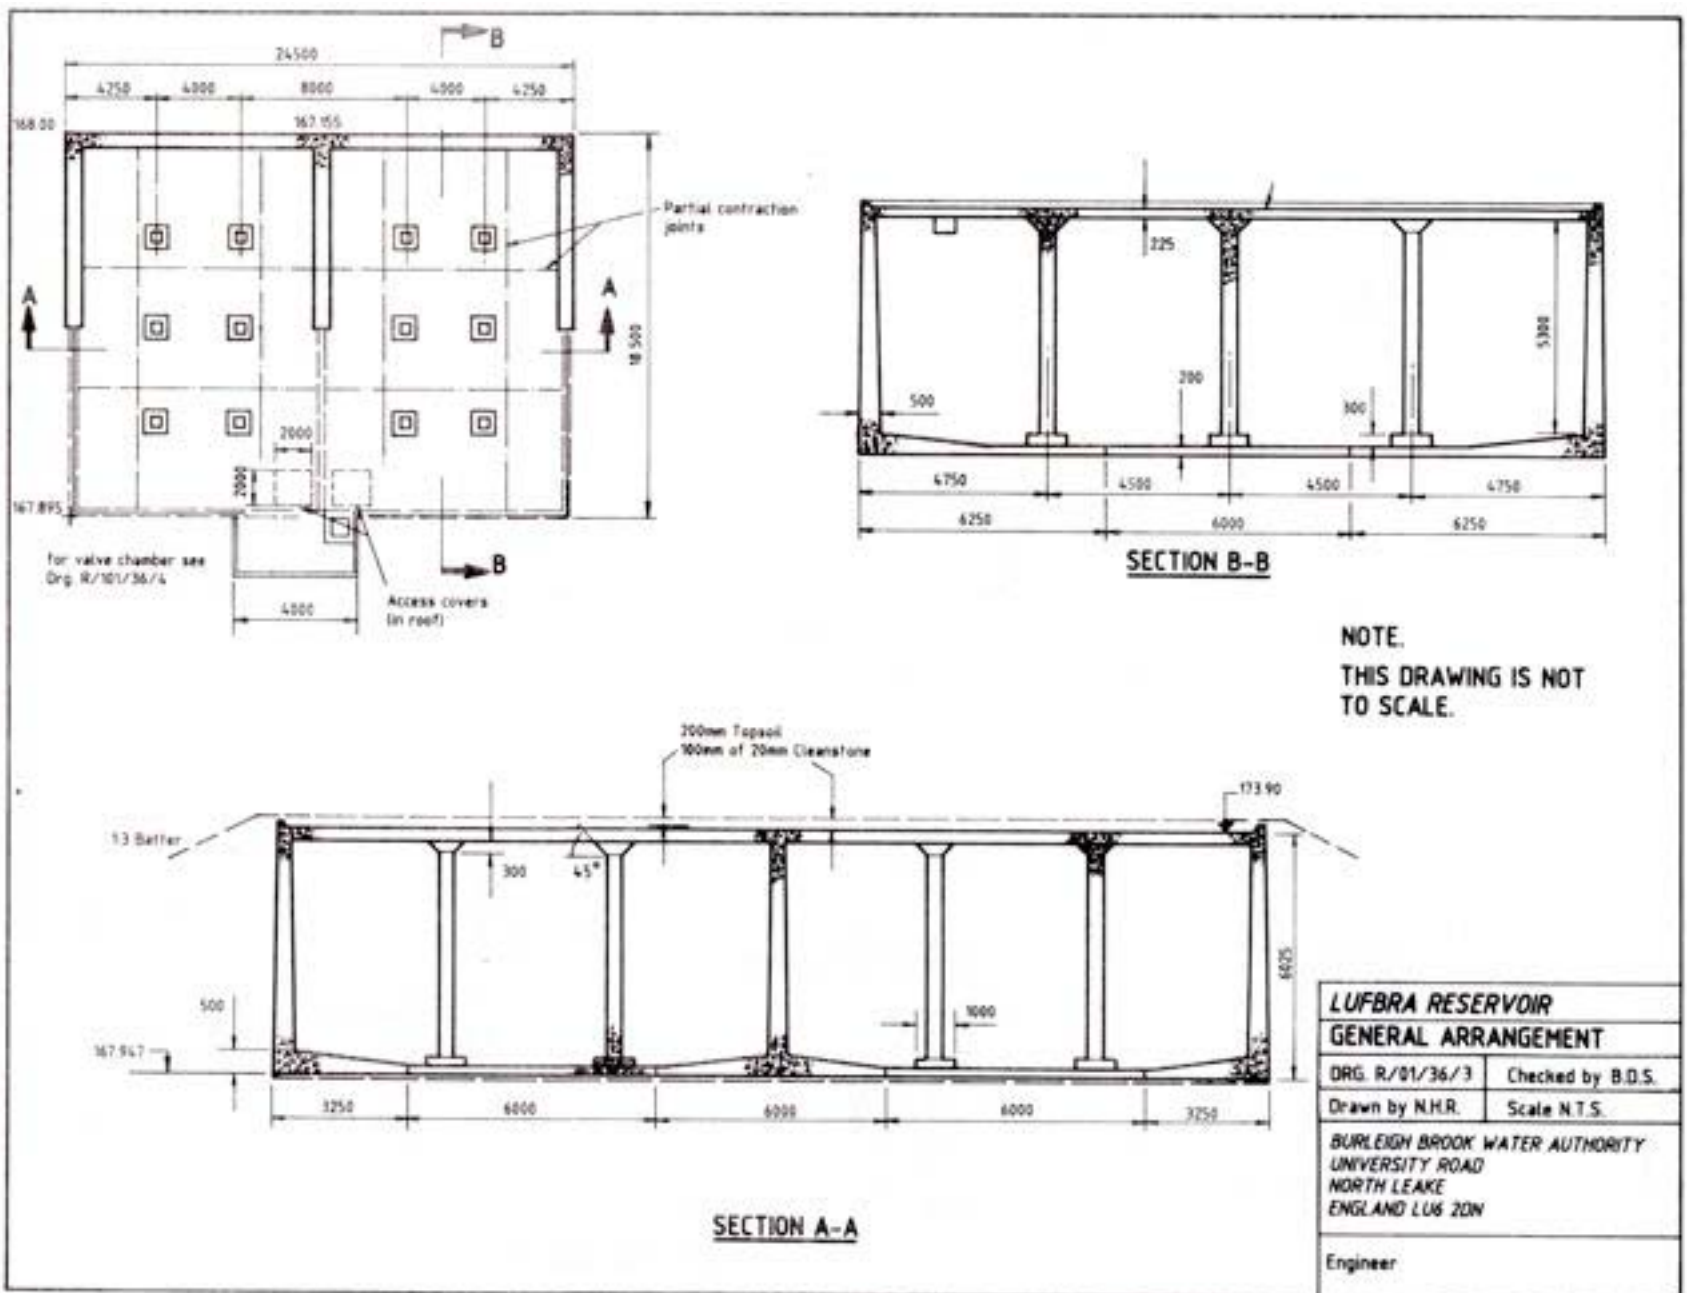 B
24500
4250
4000
8000
4000
4250
168.00
167.155
Partial contraction
joints
A
A
18 500
2000
2000
167.895
for valve chamber see
Drg. R/101/36/4
B
4000
Access covers
(in roof)
225
5300
200
300
500
4750
4500
4500
4750
6250
6000
6250
SECTION B-B
NOTE.
THIS DRAWING IS NOT
TO SCALE.
200mm Topsoil
100mm of 20mm Cleanstone
173.90
1:3 Batter
300
45°
6025
500
1000
167.947
3250
6000
6000
6000
3250
SECTION A-A
LUFBRA RESERVOIR
GENERAL ARRANGEMENT
DRG. R/01/36/3
Checked by B.D.S.
Drawn by N.H.R.
Scale N.T.S.
BURLEIGH BROOK WATER AUTHORITY
UNIVERSITY ROAD
NORTH LEAKE
ENGLAND LU6 2DN
Engineer